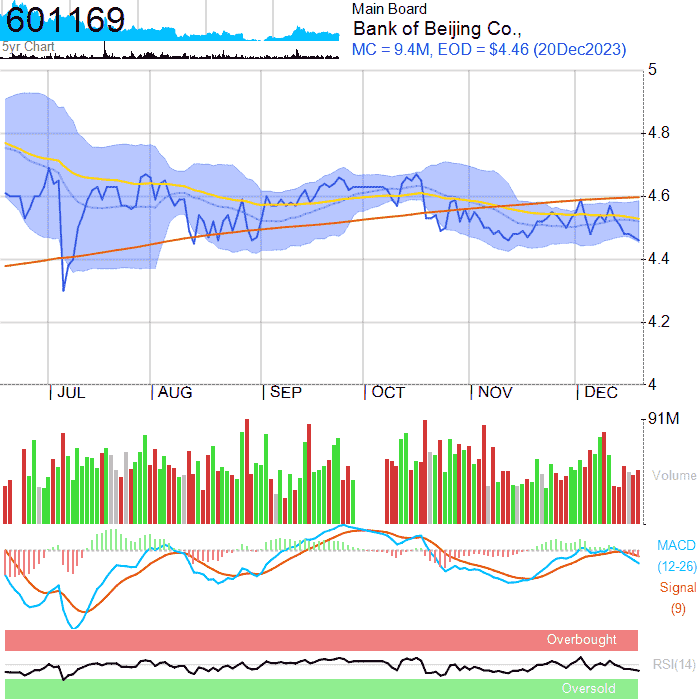 601169
5yr Chart
Main Board
Bank of Beijing Co.,
MC = 9.4M, EOD = $4.46 (20Dec2023)
5
4.8
4.6
4.4
4.2
4
JUL AUG SEP OCT NOV DEC
91M
Volume
MACD
(12-26)
Signal
(9)
Overbought
RSI(14)
Oversold